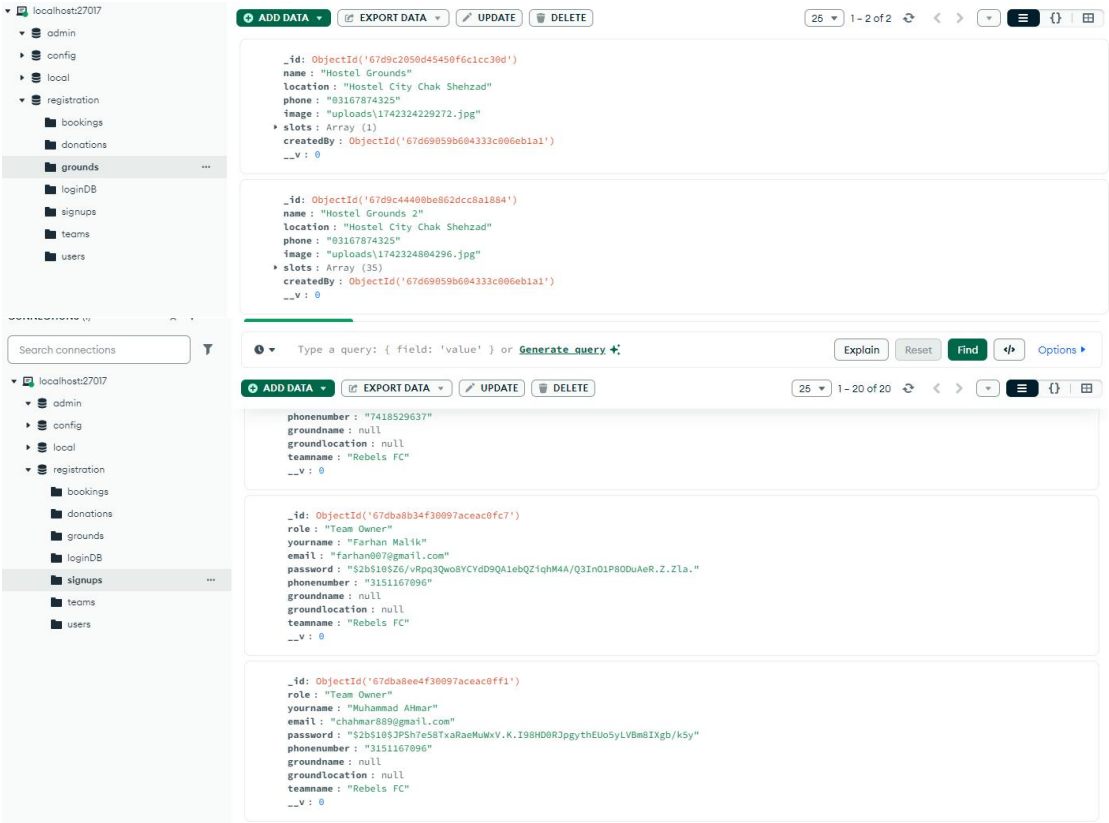 localhost:27017
admin
config
local
registration
bookings
donations
grounds
loginDB
signups
teams
users
ADD DATA EXPORT DATA UPDATE DELETE 25 1 – 2 of 2 {}
_id: ObjectId('67d9c2050d45450f6c1cc30d')
name : "Hostel Grounds"
location : "Hostel City Chak Shehzad"
phone : "03167874325"
image : "uploads\1742324229272.jpg"
slots : Array (1)
createdBy : ObjectId('67d69059b604333c006eb1a1')
__v : 0
_id: ObjectId('67d9c44400be862dcc8a1884')
name : "Hostel Grounds 2"
location : "Hostel City Chak Shehzad"
phone : "03167874325"
image : "uploads\1742324804296.jpg"
slots : Array (35)
createdBy : ObjectId('67d69059b604333c006eb1a1')
__v : 0
Search connections
localhost:27017
admin
config
local
registration
bookings
donations
grounds
loginDB
signups
teams
users
Type a query: { field: 'value' } or Generate query Explain Reset Find </> Options
ADD DATA EXPORT DATA UPDATE DELETE 25 1 – 20 of 20 {}
phonenumber : "7418529637"
groundname : null
groundlocation : null
teamname : "Rebels FC"
__v : 0
_id: ObjectId('67dba8b34f30097aceac0fc7')
role : "Team Owner"
yourname : "Farhan Malik"
email : "farhan007@gmail.com"
password : "$2b$10$Z6/vRpq3Qwo8YCYdD9QA1ebQZiqhM4A/Q3InO1P8ODuAeR.Z.Zla."
phonenumber : "3151167096"
groundname : null
groundlocation : null
teamname : "Rebels FC"
__v : 0
_id: ObjectId('67dba8ee4f30097aceac0ff1')
role : "Team Owner"
yourname : "Muhammad AHmar"
email : "chahmar889@gmail.com"
password : "$2b$10$JPSh7e58TxaRaeMuWxV.K.I98HD0RJpgythEUo5yLVBm8IXgb/k5y"
phonenumber : "3151167096"
groundname : null
groundlocation : null
teamname : "Rebels FC"
__v : 0